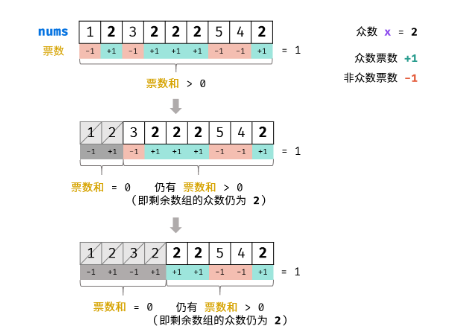 nums 1 2 3 2 2 2 5 4 2
票数 -1 +1 -1 +1 +1 +1 -1 -1 +1 = 1
票数和 > 0
众数 x = 2
众数票数 +1
非众数票数 -1
1 2 3 2 2 2 5 4 2
-1 +1 -1 +1 +1 +1 -1 -1 +1 = 1
票数和 = 0 仍有 票数和 > 0
(即剩余数组的众数仍为 2)
1 2 3 2 2 2 5 4 2
-1 +1 -1 +1 +1 +1 -1 -1 +1 = 1
票数和 = 0 仍有 票数和 > 0
(即剩余数组的众数仍为 2)